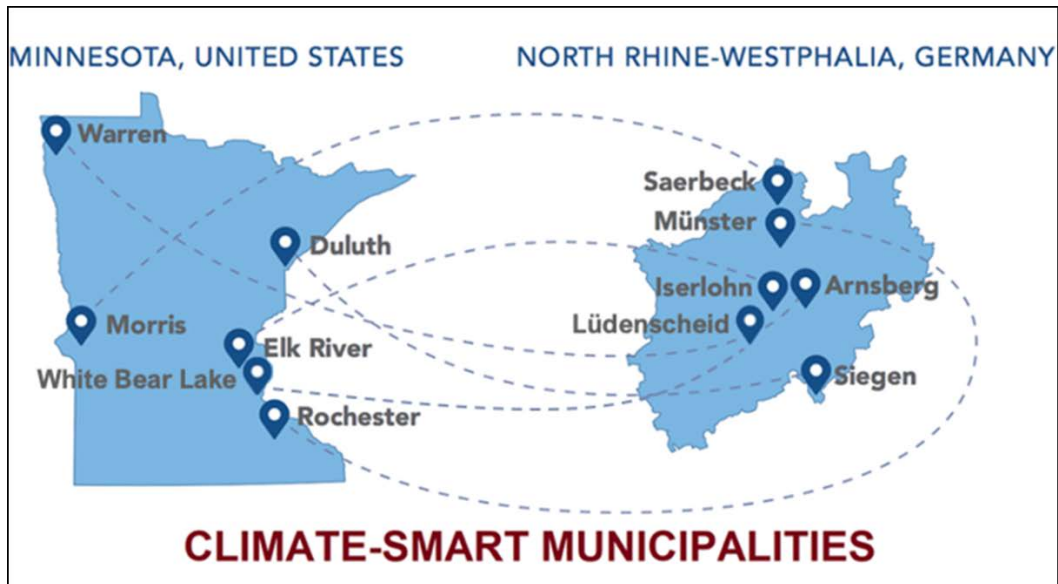 MINNESOTA, UNITED STATES
NORTH RHINE-WESTPHALIA, GERMANY
Warren
Duluth
Morris
Elk River
White Bear Lake
Rochester
Saerbeck
Münster
Iserlohn
Arnsberg
Lüdenscheid
Siegen
CLIMATE-SMART MUNICIPALITIES